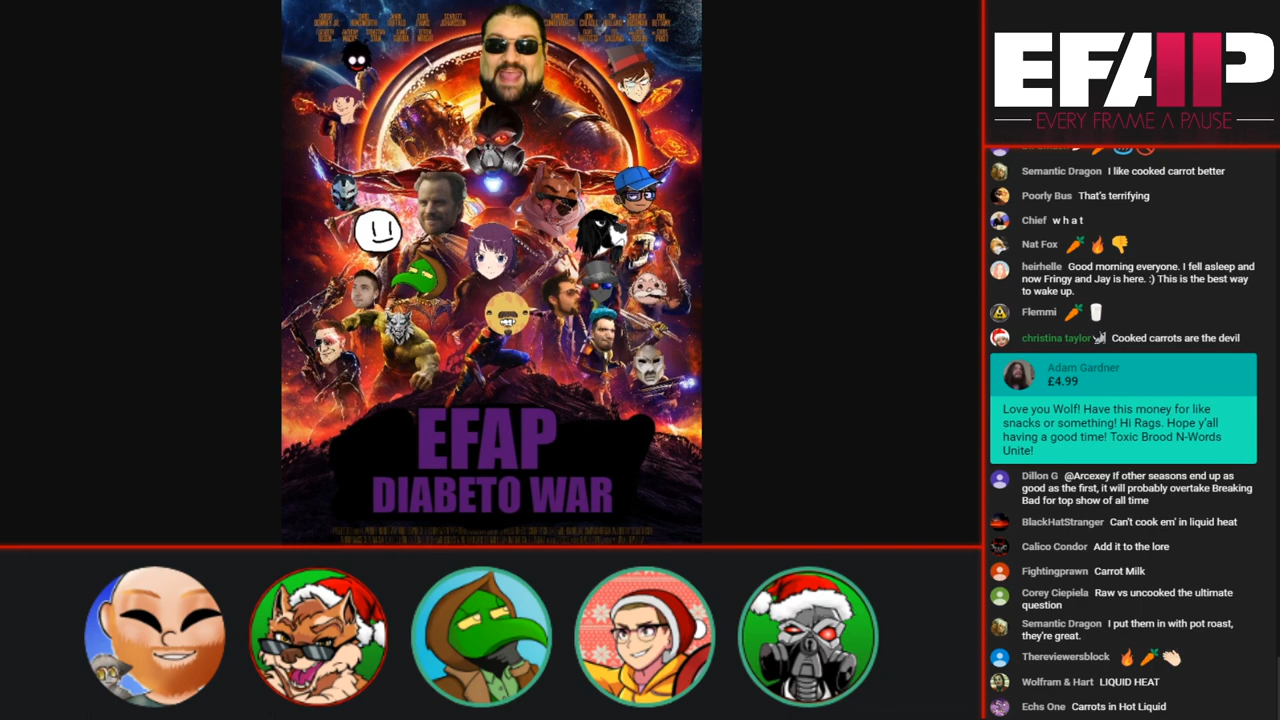 EFAP
DIABETO WAR
EFAP
EVERY FRAME A PAUSE
Semantic Dragon I like cooked carrot better
Poorly Bus That's terrifying
Chief w h a t
Nat Fox 🥕 🔥 👎
heirhelle Good morning everyone. I fell asleep and
now Fringy and Jay is here. :) This is the best way
to wake up.
Flemmi 🥕 🥛
christina taylor Cooked carrots are the devil
Adam Gardner
£4.99
Love you Wolf! Have this money for like
snacks or something! Hi Rags. Hope y'all
having a good time! Toxic Brood N-Words
Unite!
Dillon G @Arcexey If other seasons end up as
good as the first, it will probably overtake Breaking
Bad for top show of all time
BlackHatStranger Can't cook em' in liquid heat
Calico Condor Add it to the lore
Fightingprawn Carrot Milk
Corey Ciepiela Raw vs uncooked the ultimate
question
Semantic Dragon I put them in with pot roast,
they're great.
Thereviewersblock 🔥 🥕 👏🏻
Wolfram & Hart LIQUID HEAT
Echs One Carrots in Hot Liquid